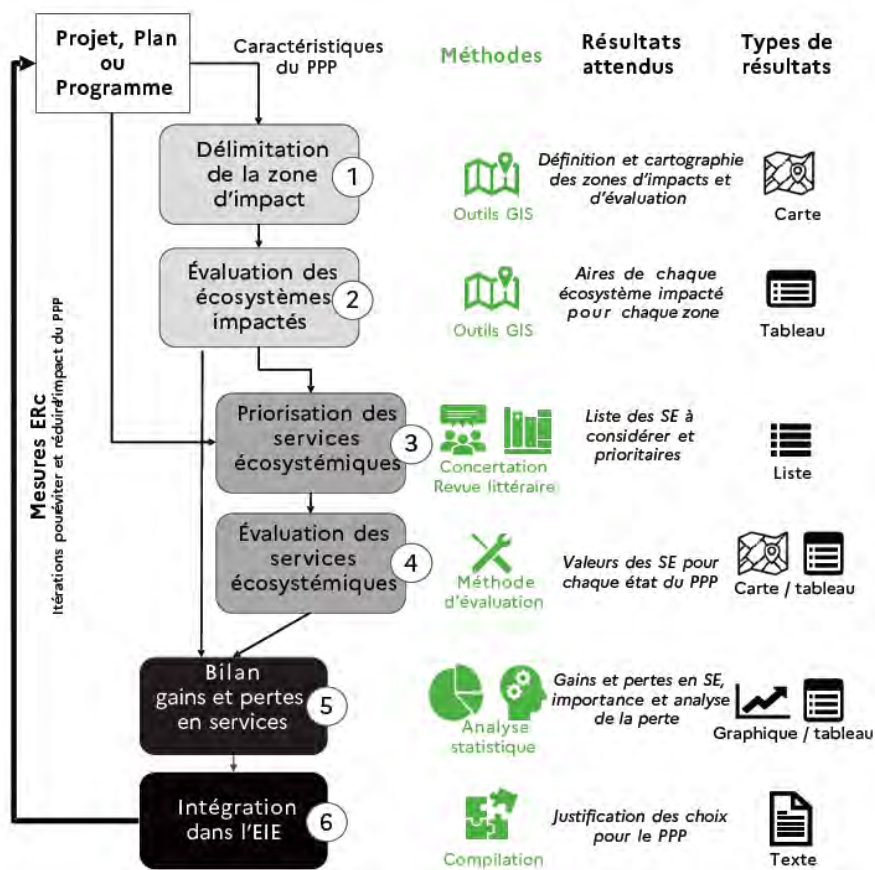 Projet, Plan
ou
Programme
Caractéristiques
du PPP
Méthodes
Résultats
attendus
Types de
résultats
Délimitation
de la zone
d'impact
1
Outils GIS
Définition et cartographie
des zones d'impacts et
d'évaluation
Carte
Évaluation des
écosystèmes
impactés
2
Outils GIS
Aires de chaque
écosystème impacté
pour chaque zone
Tableau
Priorisation des
services
écosystémiques
3
Concertation
Revue littéraire
Liste des SE à
considérer et
prioritaires
Liste
Évaluation des
services
écosystémiques
4
Méthode
d'évaluation
Valeurs des SE pour
chaque état du PPP
Carte / tableau
Bilan
gains et pertes
en services
5
Analyse
statistique
Gains et pertes en SE,
importance et analyse
de la perte
Graphique / tableau
Intégration
dans l'EIE
6
Compilation
Justification des choix
pour le PPP
Texte
Mesures ERc
Itérations pouréviter et réduirel'impact du PPP